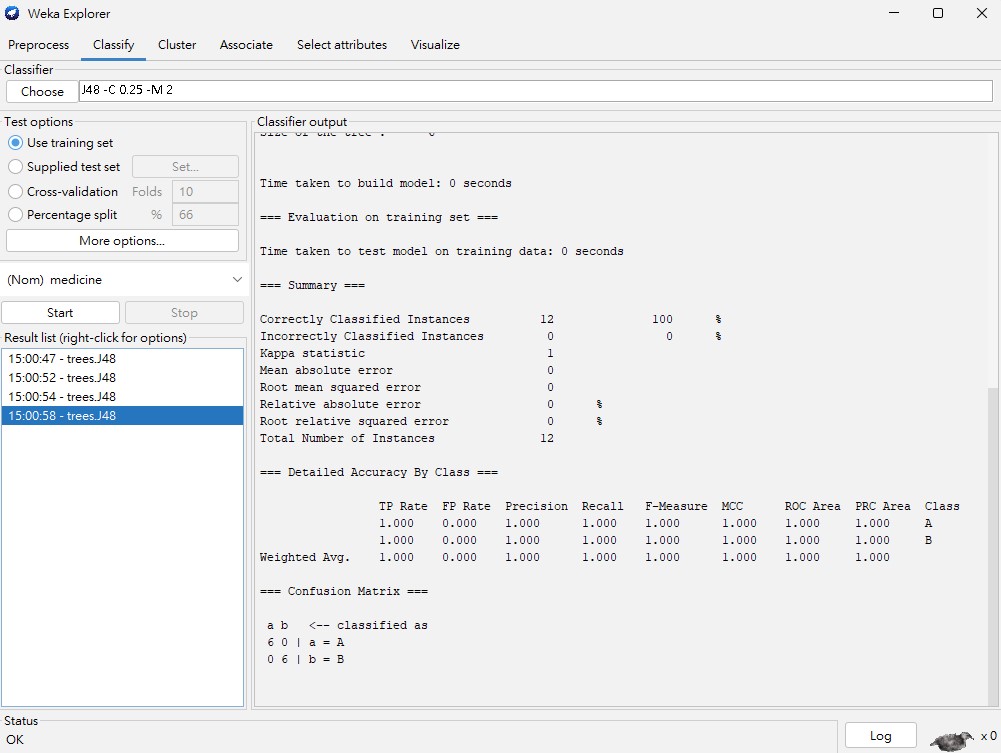 Weka Explorer
Preprocess Classify Cluster Associate Select attributes Visualize
Classifier
Choose J48 -C 0.25 -M 2
Test options
Use training set
Supplied test set Set...
Cross-validation Folds 10
Percentage split % 66
More options...
(Nom) medicine
Start Stop
Result list (right-click for options)
15:00:47 - trees.J48
15:00:52 - trees.J48
15:00:54 - trees.J48
15:00:58 - trees.J48
Classifier output
Time taken to build model: 0 seconds
=== Evaluation on training set ===
Time taken to test model on training data: 0 seconds
=== Summary ===
Correctly Classified Instances 12 100 %
Incorrectly Classified Instances 0 0 %
Kappa statistic 1
Mean absolute error 0
Root mean squared error 0
Relative absolute error 0 %
Root relative squared error 0 %
Total Number of Instances 12
=== Detailed Accuracy By Class ===
TP Rate FP Rate Precision Recall F-Measure MCC ROC Area PRC Area Class
1.000 0.000 1.000 1.000 1.000 1.000 1.000 1.000 A
1.000 0.000 1.000 1.000 1.000 1.000 1.000 1.000 B
Weighted Avg. 1.000 0.000 1.000 1.000 1.000 1.000 1.000 1.000
=== Confusion Matrix ===
a b <-- classified as
6 0 | a = A
0 6 | b = B
Status
OK
Log x 0